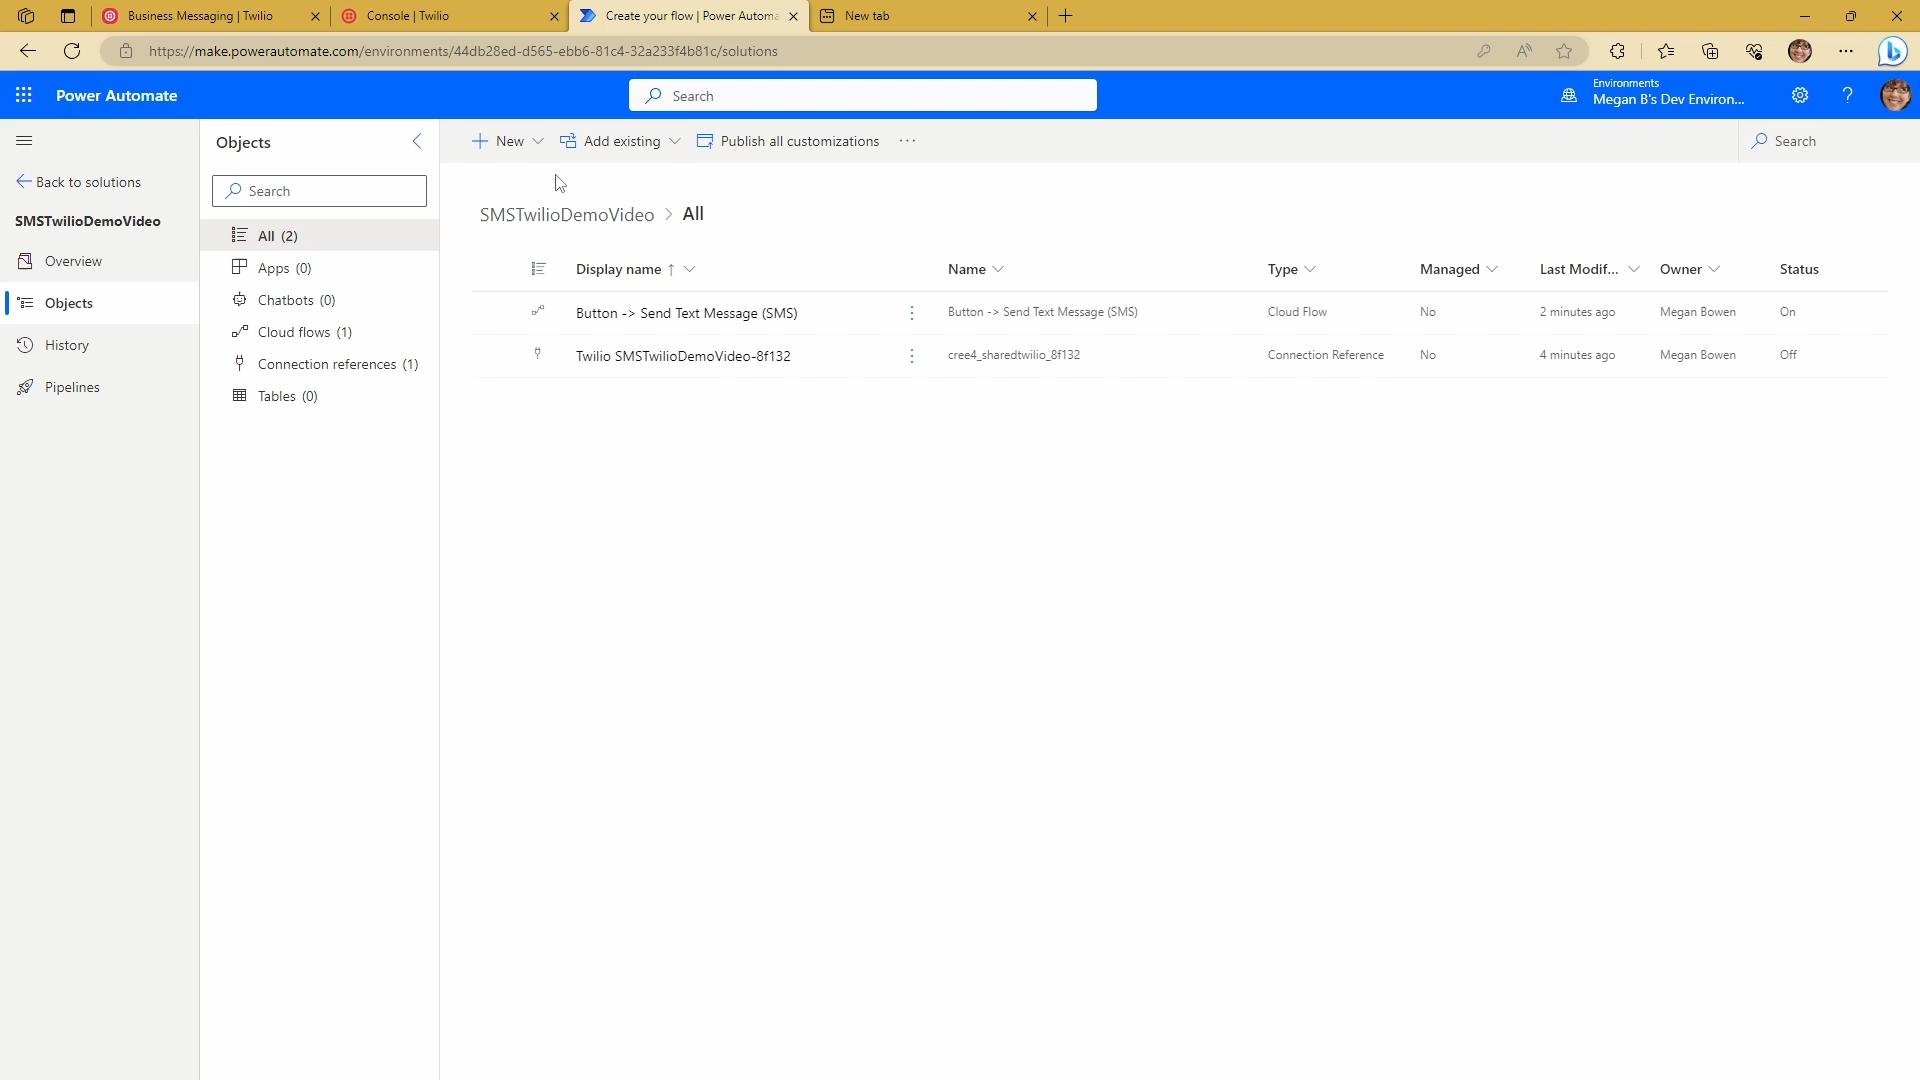 Business Messaging | Twilio
Console | Twilio
Create your flow | Power Automa
New tab
https://make.powerautomate.com/environments/44db28ed-d565-ebb6-81c4-32a233f4b81c/solutions
Power Automate
Search
Environments
Megan B's Dev Environ...
Back to solutions
SMSTwilioDemoVideo
Overview
Objects
History
Pipelines
Objects
Search
All (2)
Apps (0)
Chatbots (0)
Cloud flows (1)
Connection references (1)
Tables (0)
New
Add existing
Publish all customizations
Search
SMSTwilioDemoVideo > All
Display name ↑ Name Type Managed Last Modif... Owner Status
Button -> Send Text Message (SMS) Button -> Send Text Message (SMS) Cloud Flow No 2 minutes ago Megan Bowen On
Twilio SMSTwilioDemoVideo-8f132 cree4_sharedtwilio_8f132 Connection Reference No 4 minutes ago Megan Bowen Off